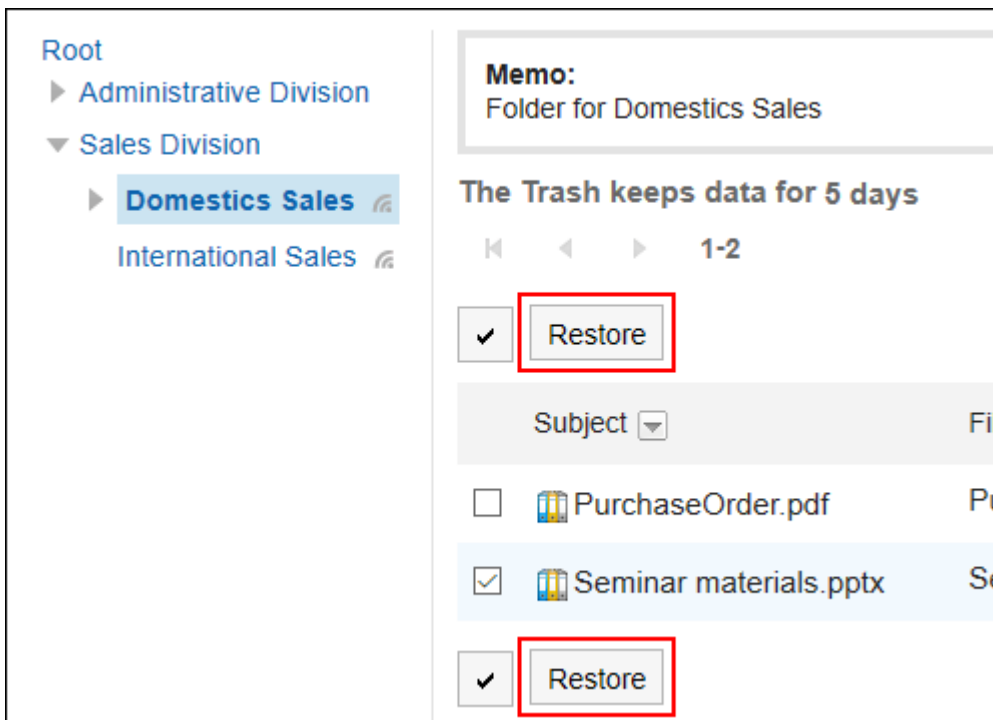 Root
Administrative Division
Sales Division
Domestics Sales
International Sales
Memo:
Folder for Domestics Sales
The Trash keeps data for 5 days
1-2
Restore
Subject
PurchaseOrder.pdf
Seminar materials.pptx
Restore